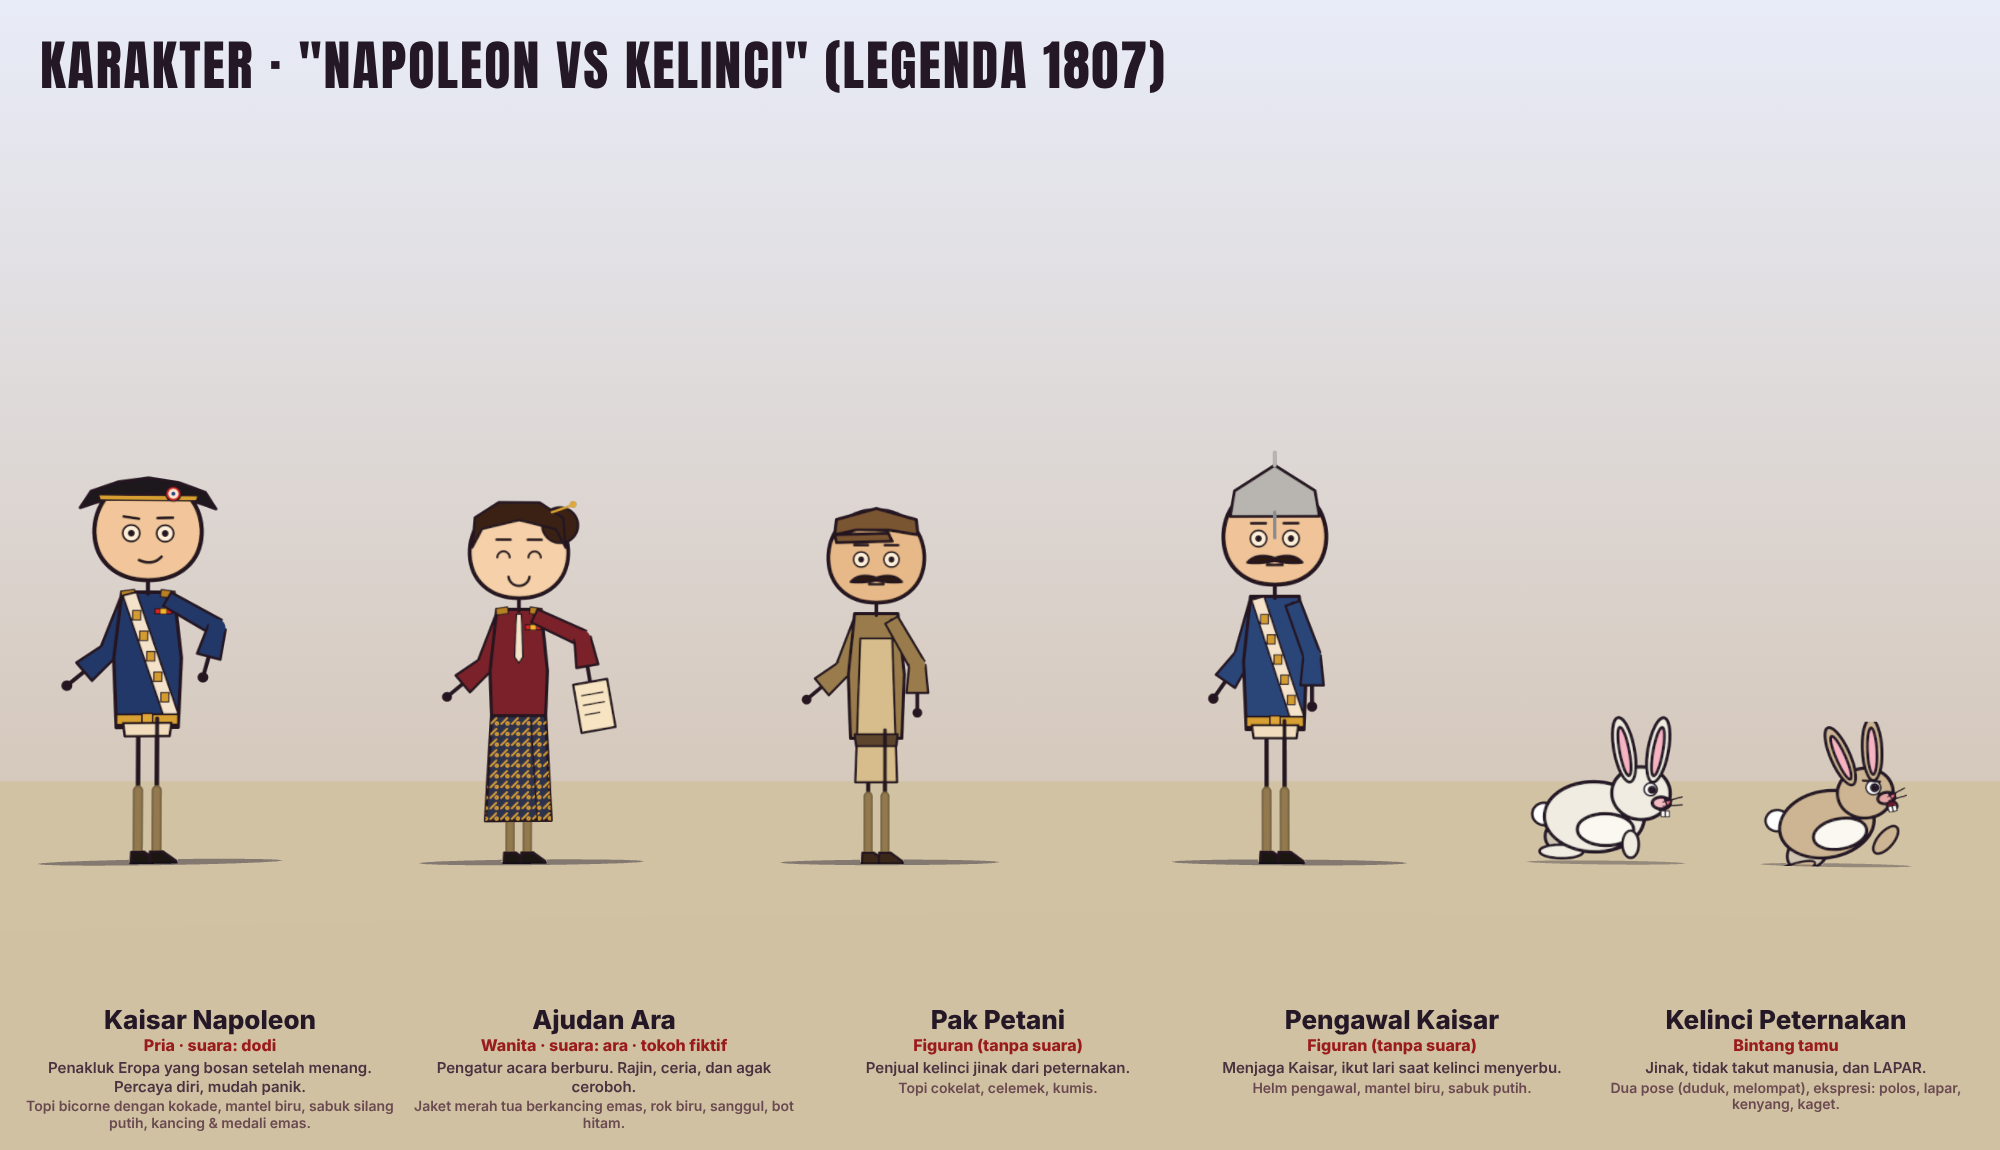 KARAKTER · "NAPOLEON VS KELINCI" (LEGENDA 1807)
Kaisar Napoleon
Pria · suara: dodi
Penakluk Eropa yang bosan setelah menang.
Percaya diri, mudah panik.
Topi bicorne dengan kokade, mantel biru, sabuk silang
putih, kancing & medali emas.
Ajudan Ara
Wanita · suara: ara · tokoh fiktif
Pengatur acara berburu. Rajin, ceria, dan agak
ceroboh.
Jaket merah tua berkancing emas, rok biru, sanggul, bot
hitam.
Pak Petani
Figuran (tanpa suara)
Penjual kelinci jinak dari peternakan.
Topi cokelat, celemek, kumis.
Pengawal Kaisar
Figuran (tanpa suara)
Menjaga Kaisar, ikut lari saat kelinci menyerbu.
Helm pengawal, mantel biru, sabuk putih.
Kelinci Peternakan
Bintang tamu
Jinak, tidak takut manusia, dan LAPAR.
Dua pose (duduk, melompat), ekspresi: polos, lapar,
kenyang, kaget.